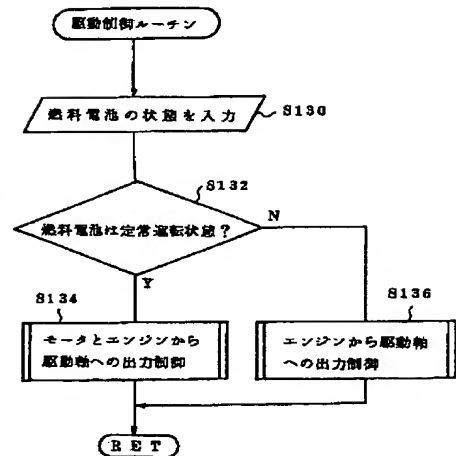 駆動制御ルーチン
燃料電池の状態を入力
S130
S132
燃料電池は定常運転状態?
N
Y
S134
モータとエンジンから
駆動軸への出力制御
S136
エンジンから駆動軸
への出力制御
RET